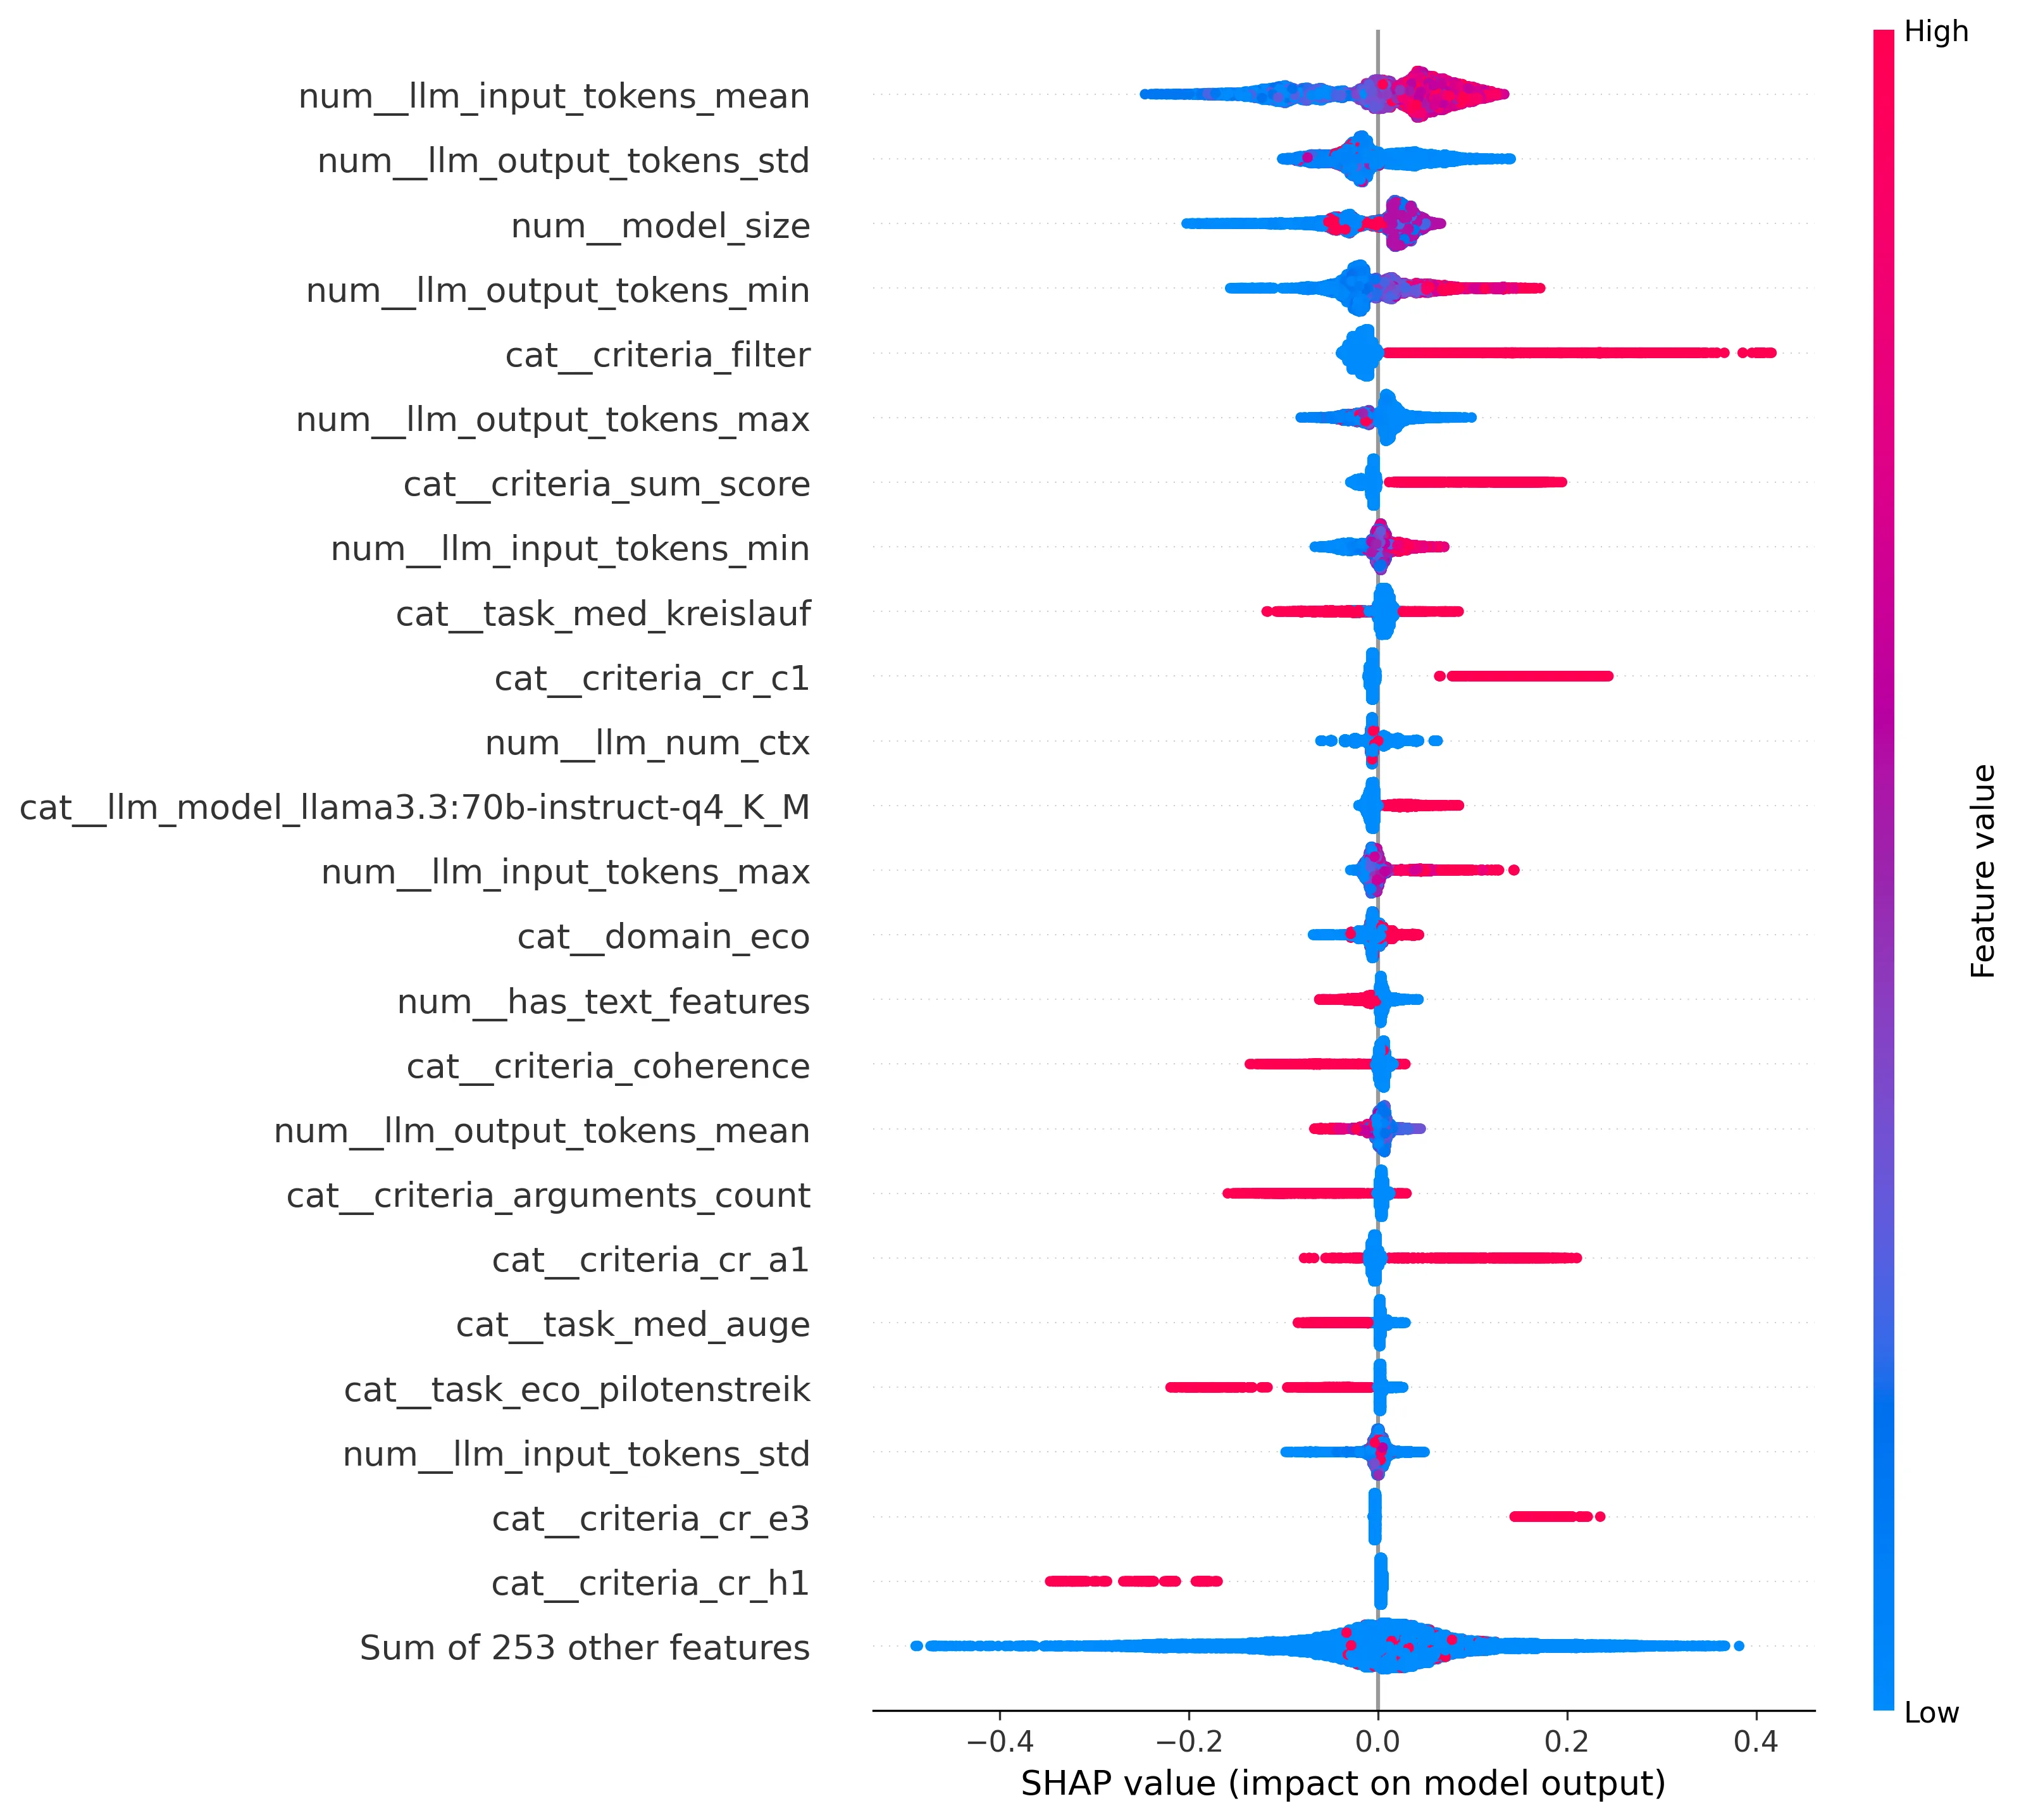 High
num__llm_input_tokens_mean
num__llm_output_tokens_std
num__model_size
num__llm_output_tokens_min
cat__criteria_filter
num__llm_output_tokens_max
cat__criteria_sum_score
num__llm_input_tokens_min
cat__task_med_kreislauf
cat__criteria_cr_c1
num__llm_num_ctx
cat__llm_model_llama3.3:70b-instruct-q4_K_M
num__llm_input_tokens_max
cat__domain_eco
num__has_text_features
cat__criteria_coherence
num__llm_output_tokens_mean
cat__criteria_arguments_count
cat__criteria_cr_a1
cat__task_med_auge
cat__task_eco_pilotenstreik
num__llm_input_tokens_std
cat__criteria_cr_e3
cat__criteria_cr_h1
Sum of 253 other features
Feature value
Low
−0.4 −0.2 0.0 0.2 0.4
SHAP value (impact on model output)